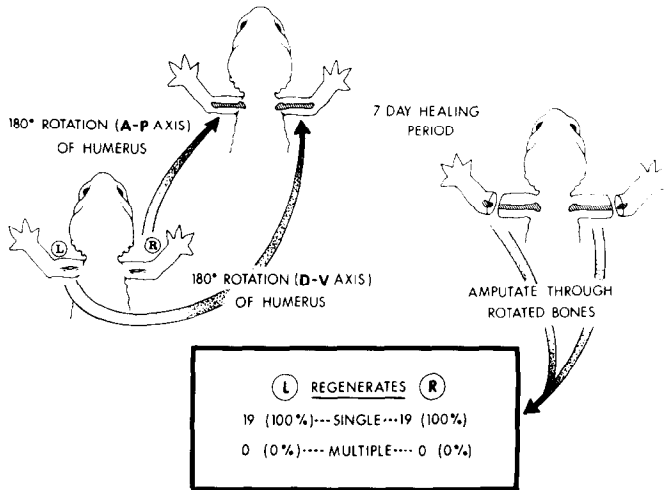 180° ROTATION (A-P AXIS)
OF HUMERUS
7 DAY HEALING
PERIOD
L
R
180° ROTATION (D-V AXIS)
OF HUMERUS
AMPUTATE THROUGH
ROTATED BONES
L REGENERATES R
19 (100%)---SINGLE---19 (100%)
0 (0%)---- MULTIPLE---- 0 (0%)